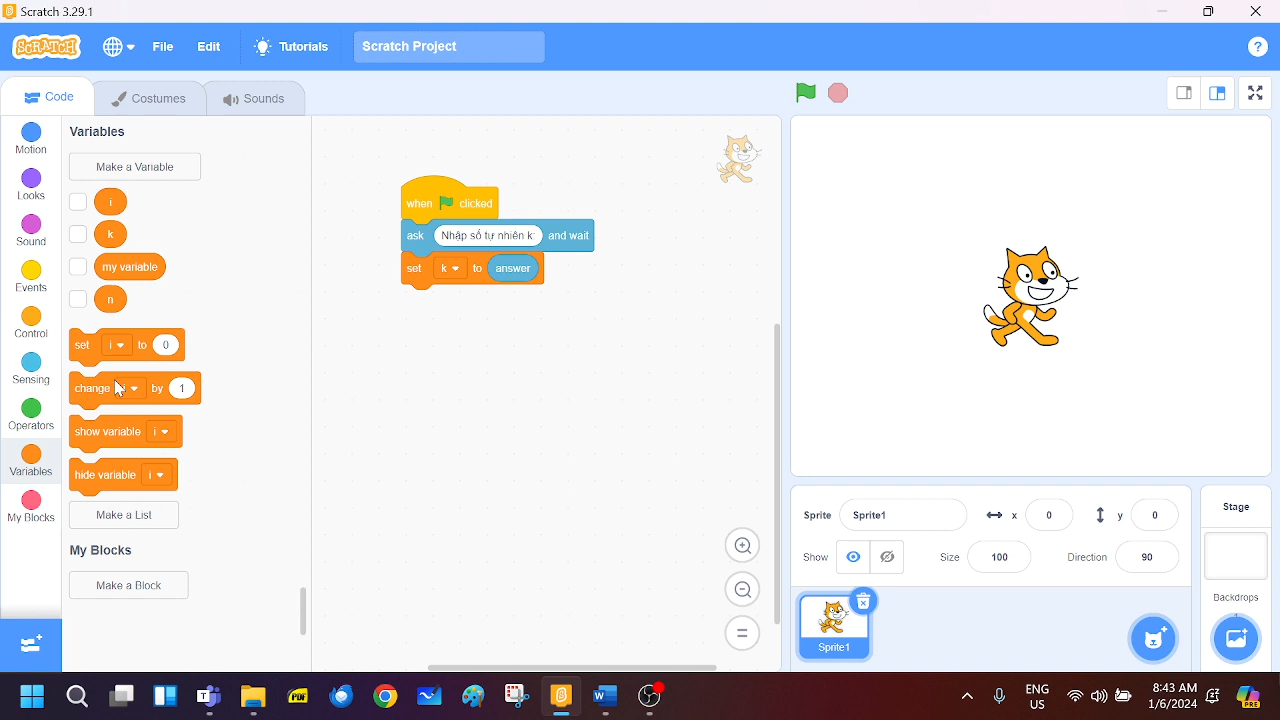 Scratch 3.29.1
SCRATCH File Edit Tutorials Scratch Project ?
Code Costumes Sounds
Variables
Make a Variable
i
k
my variable
n
set i to 0
change by 1
show variable i
hide variable i
Make a List
My Blocks
Make a Block
Motion
Looks
Sound
Events
Control
Sensing
Operators
Variables
My Blocks
when clicked
ask Nhập số tự nhiên k: and wait
set k to answer
Sprite Sprite1 x 0 y 0
Show Size 100 Direction 90
Sprite1
Stage
Backdrops
ENG
US
8:43 AM
1/6/2024
PDF
PRE